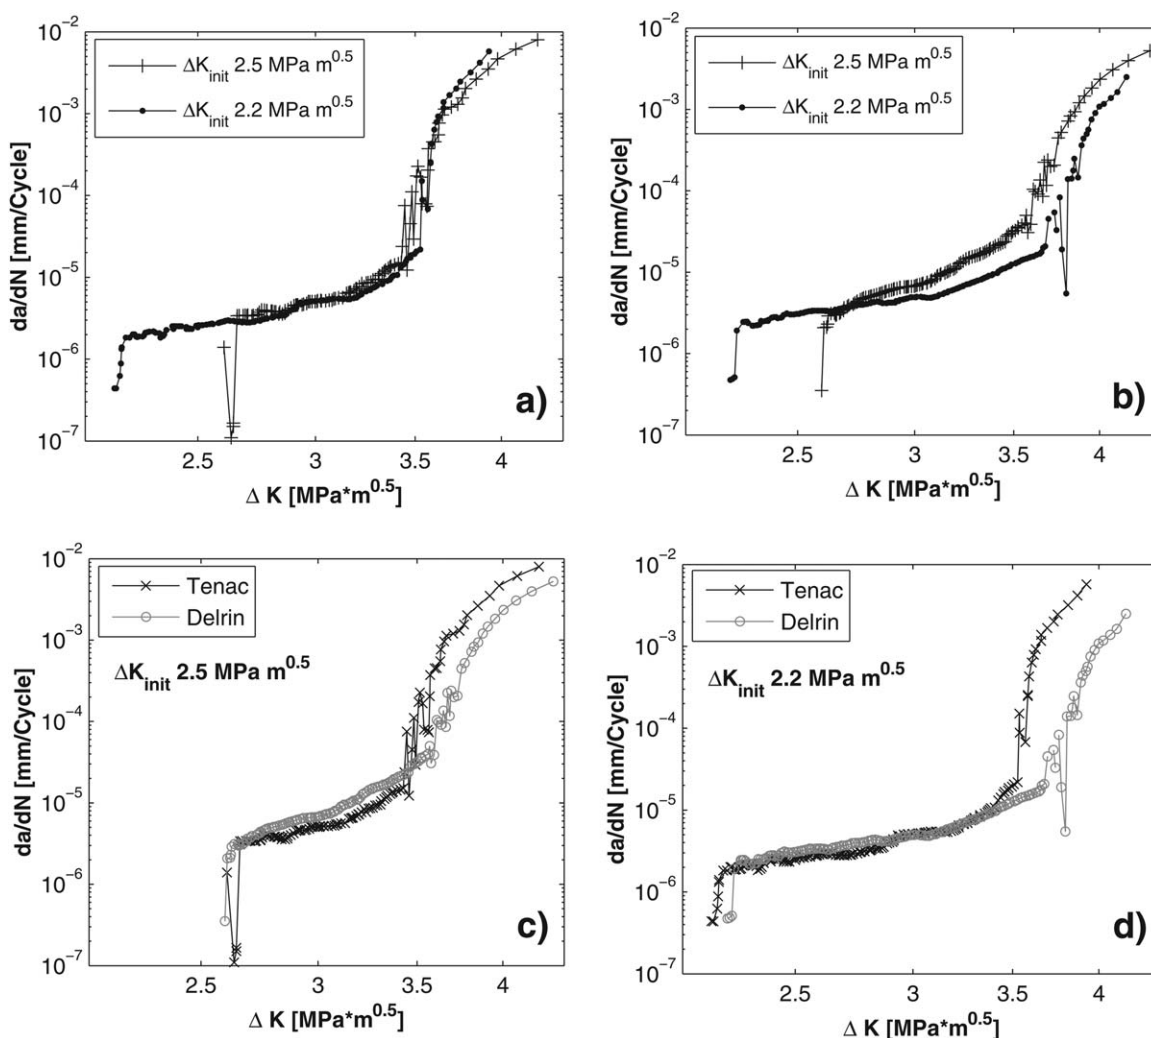 10^-2
10^-3
10^-4
10^-5
10^-6
10^-7
da/dN [mm/Cycle]
ΔK_init 2.5 MPa m^0.5
ΔK_init 2.2 MPa m^0.5
a)
2.5 3 3.5 4
Δ K [MPa*m^0.5]
10^-2
10^-3
10^-4
10^-5
10^-6
10^-7
da/dN [mm/Cycle]
ΔK_init 2.5 MPa m^0.5
ΔK_init 2.2 MPa m^0.5
b)
2.5 3 3.5 4
Δ K [MPa*m^0.5]
10^-2
10^-3
10^-4
10^-5
10^-6
10^-7
da/dN [mm/Cycle]
Tenac
Delrin
ΔK_init 2.5 MPa m^0.5
c)
2.5 3 3.5 4
Δ K [MPa*m^0.5]
10^-2
10^-3
10^-4
10^-5
10^-6
10^-7
da/dN [mm/Cycle]
Tenac
Delrin
ΔK_init 2.2 MPa m^0.5
d)
2.5 3 3.5 4
Δ K [MPa*m^0.5]